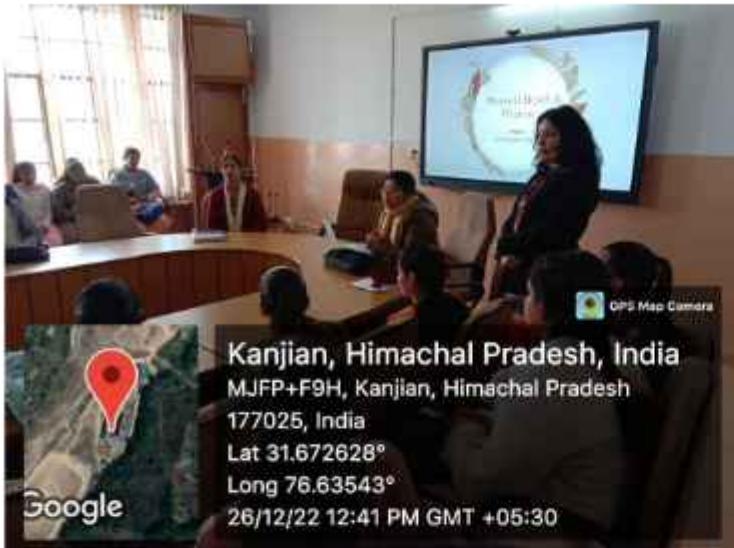 GPS Map Camera
Kanjian, Himachal Pradesh, India
MJFP+F9H, Kanjian, Himachal Pradesh
177025, India
Lat 31.672628°
Long 76.63543°
26/12/22 12:41 PM GMT +05:30
Google